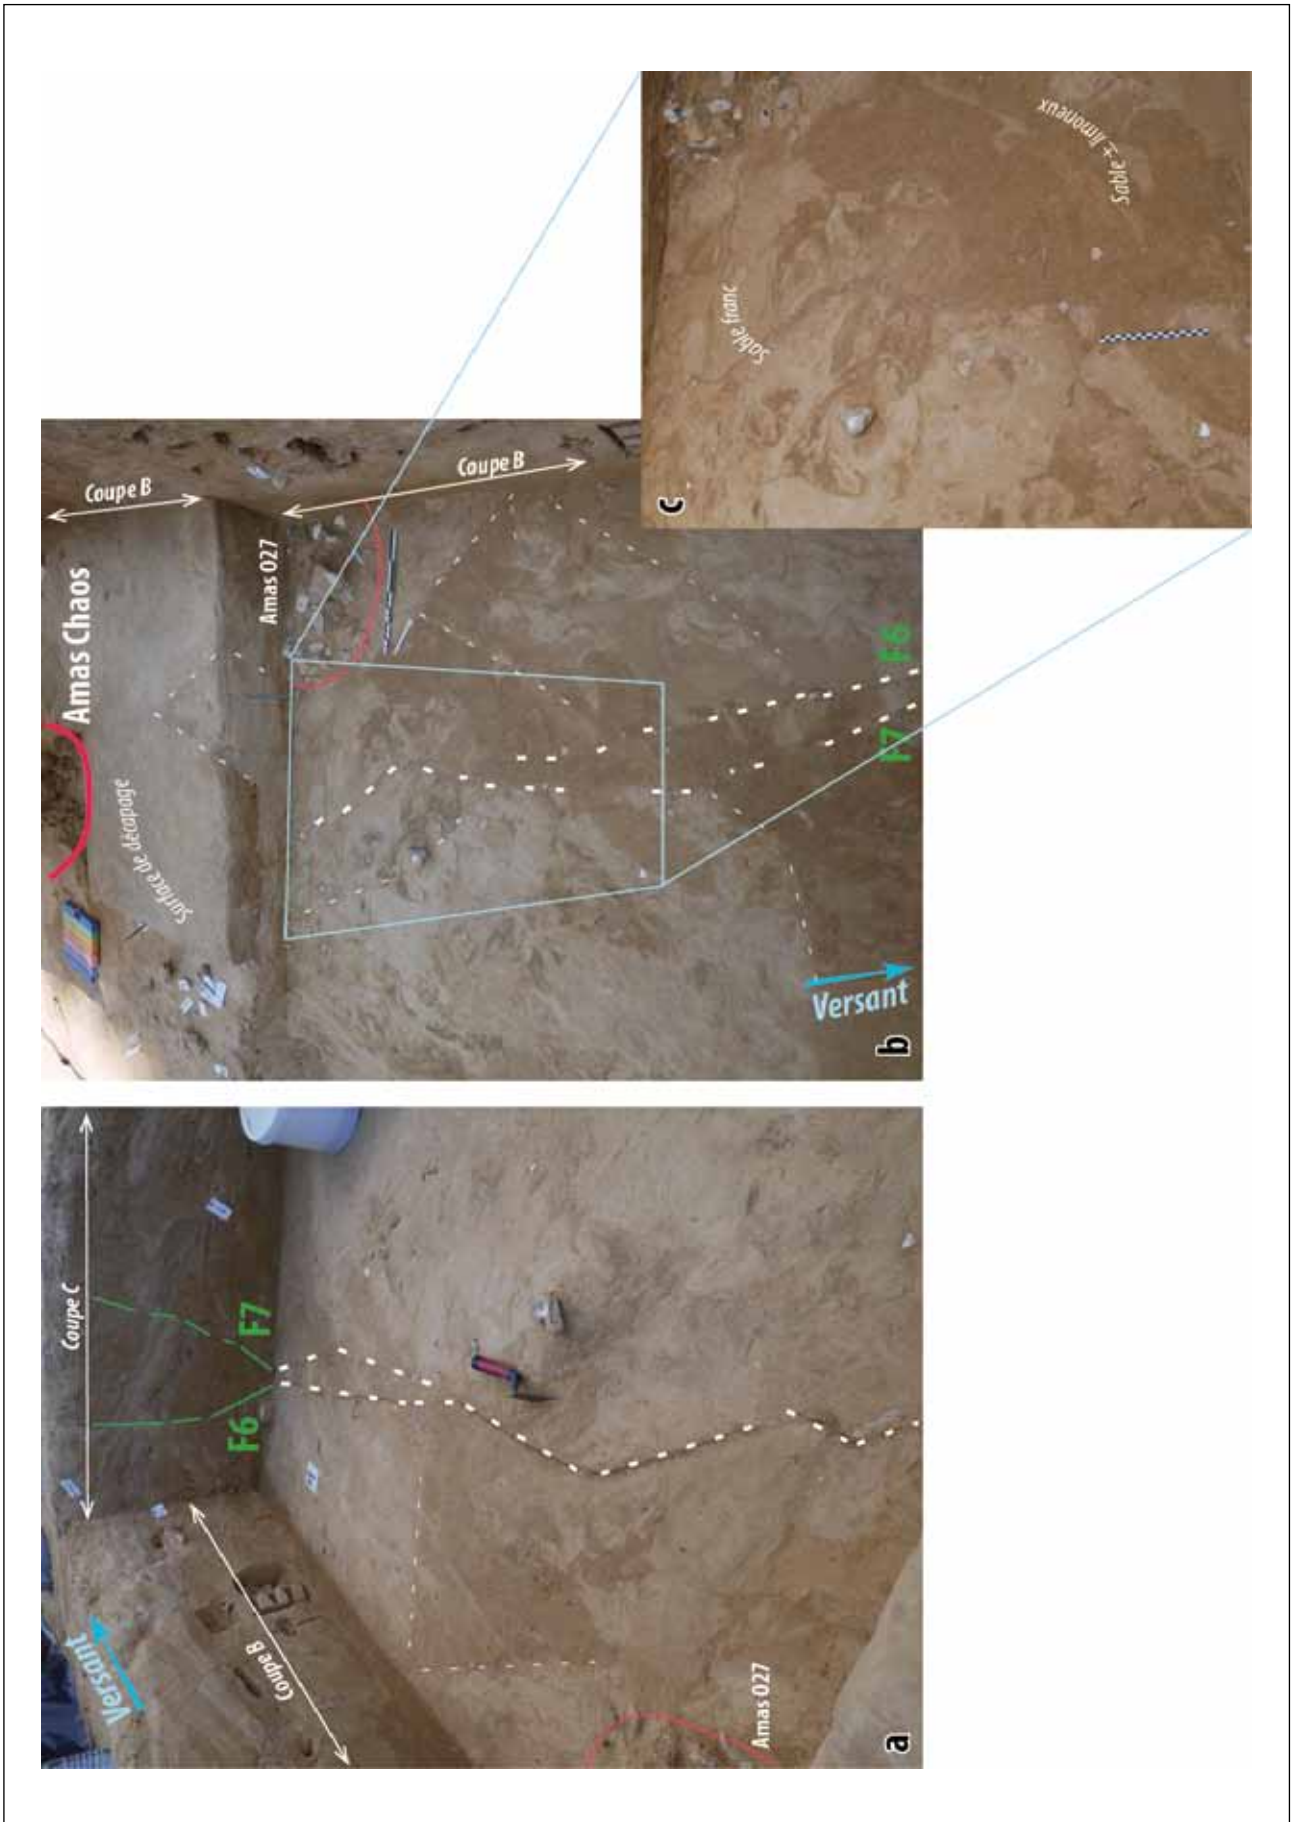 Versant
Coupe B
Coupe C
F6
F7
Amas 027
a
Amas Chaos
Surface de décapage
Coupe B
Amas 027
Coupe B
F7
F6
Versant
b
Sable franc
Sable ± limoneux
c